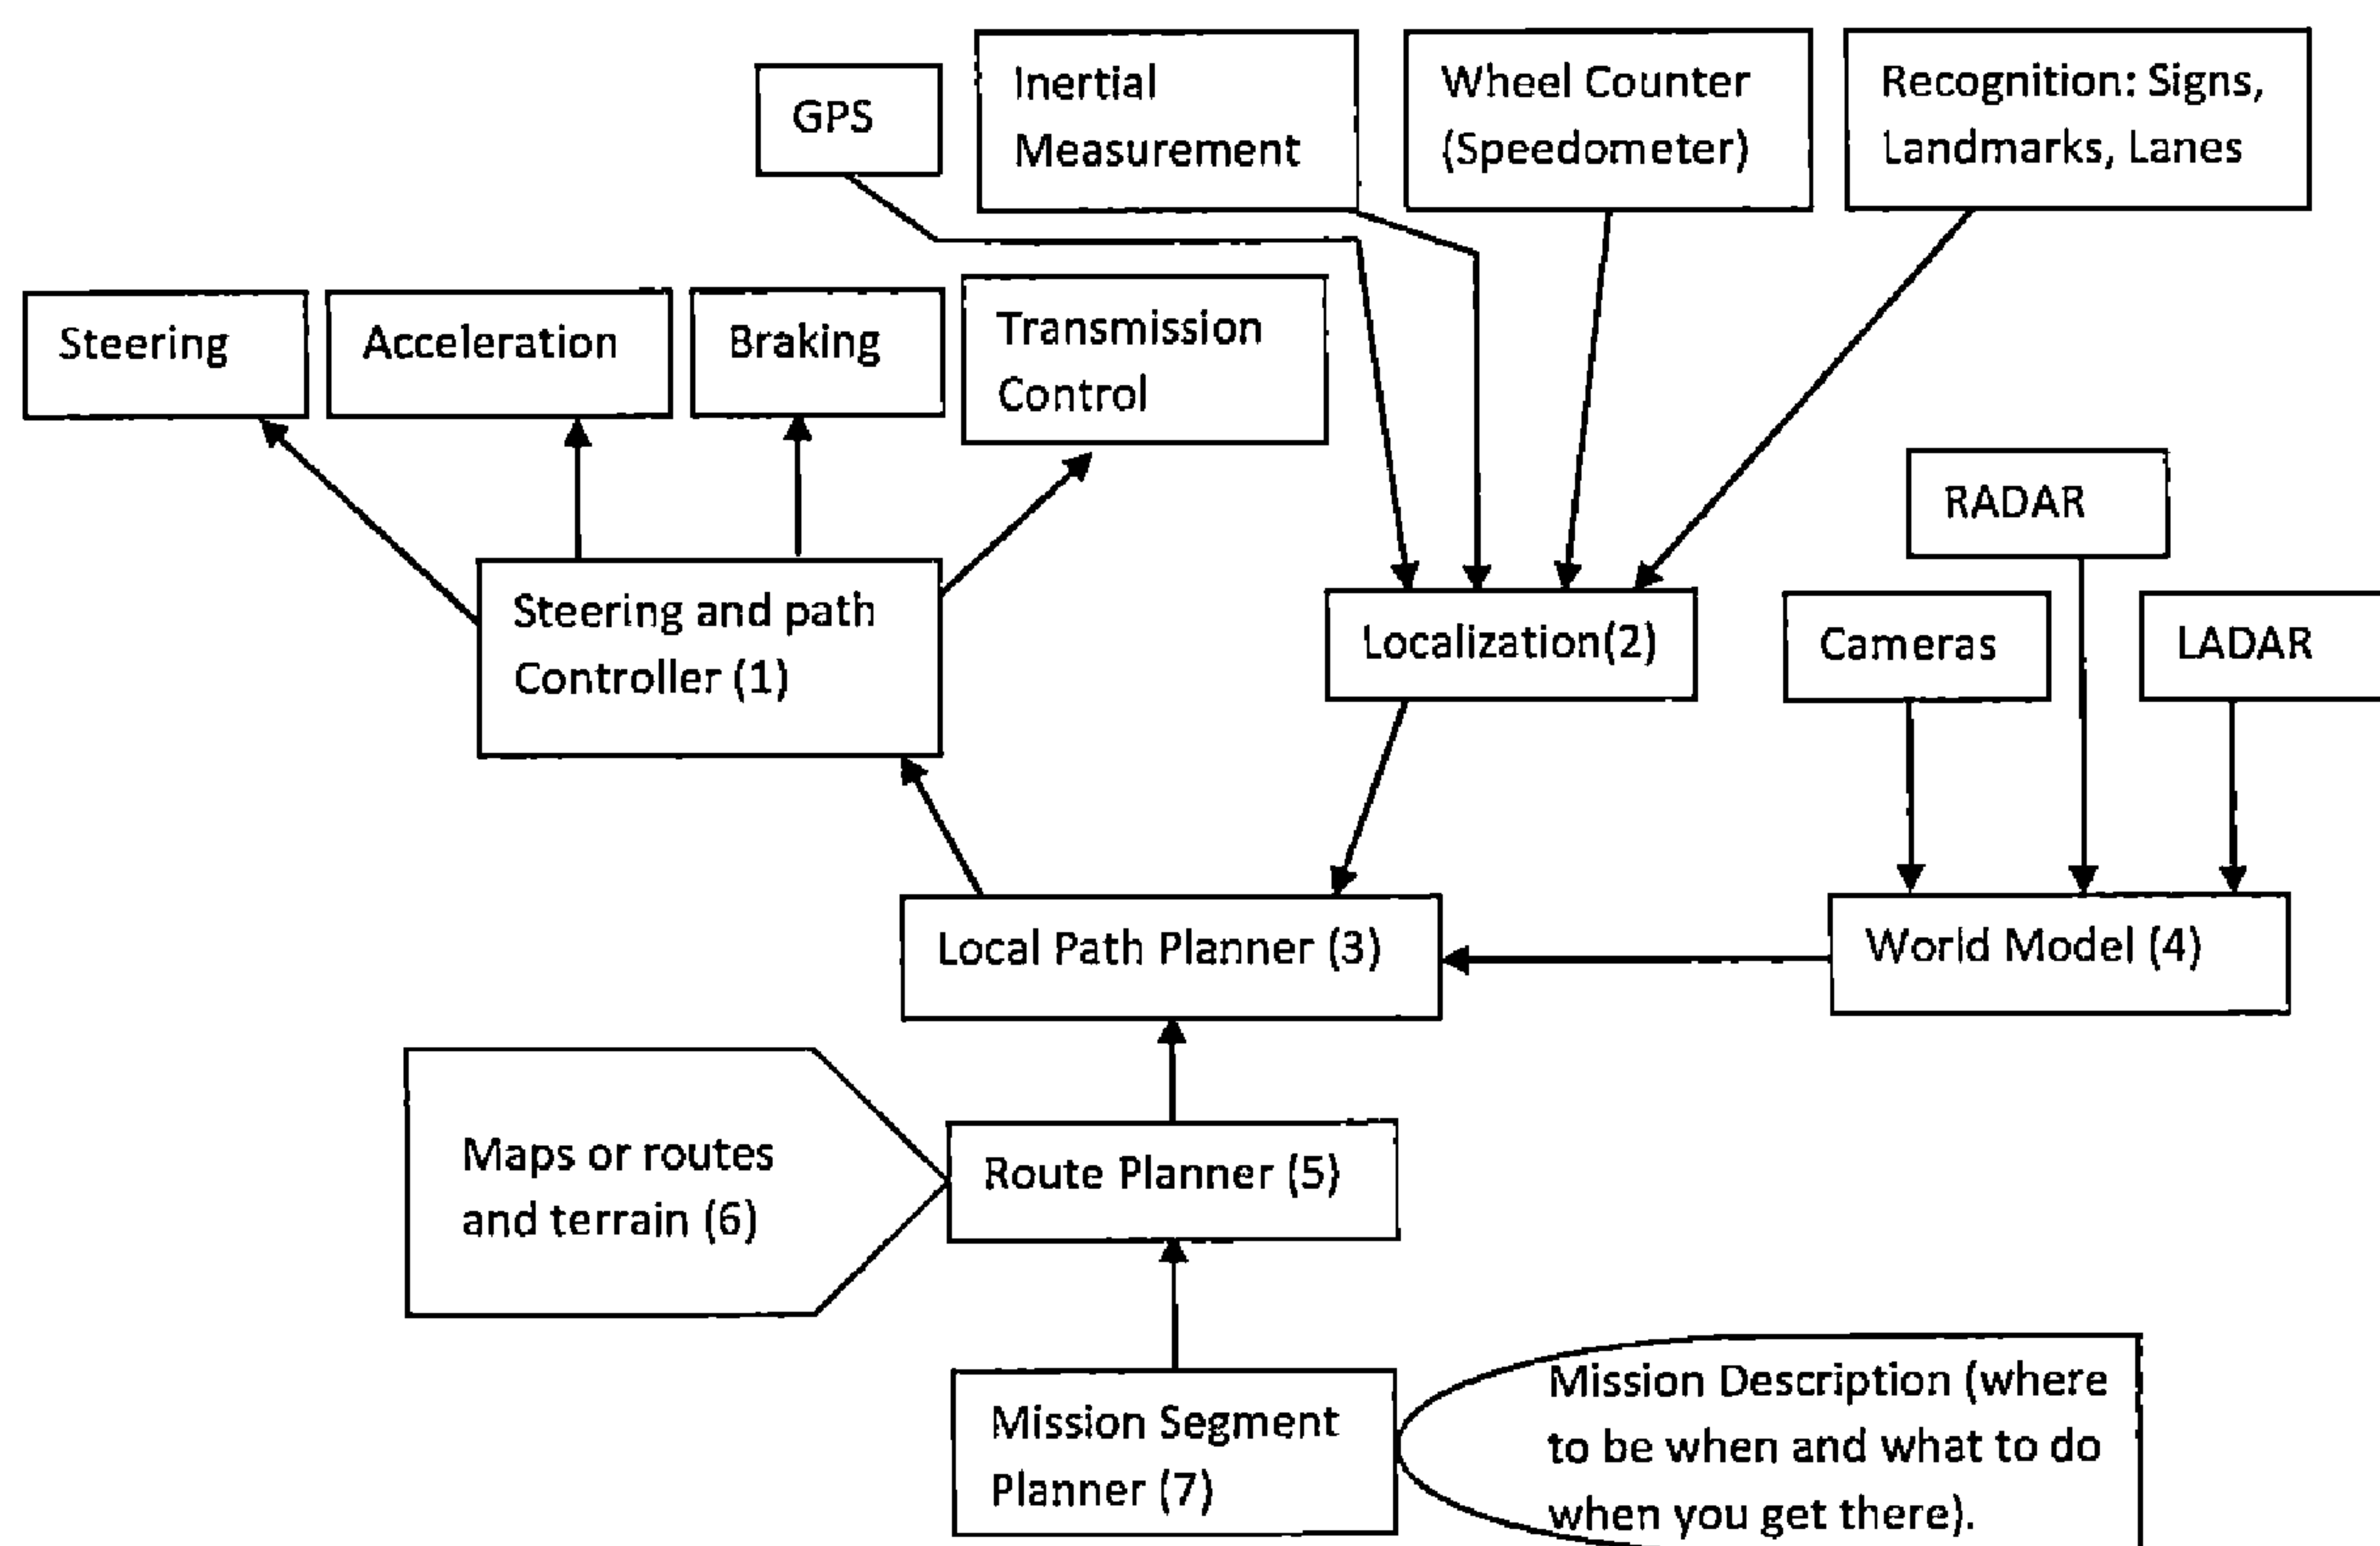 GPS
Inertial
Measurement
Wheel Counter
(Speedometer)
Recognition: Signs,
Landmarks, Lanes
Steering
Acceleration
Braking
Transmission
Control
RADAR
Steering and path
Controller (1)
Localization(2)
Cameras
LADAR
Local Path Planner (3)
World Model (4)
Maps or routes
and terrain (6)
Route Planner (5)
Mission Segment
Planner (7)
Mission Description (where
to be when and what to do
when you get there).